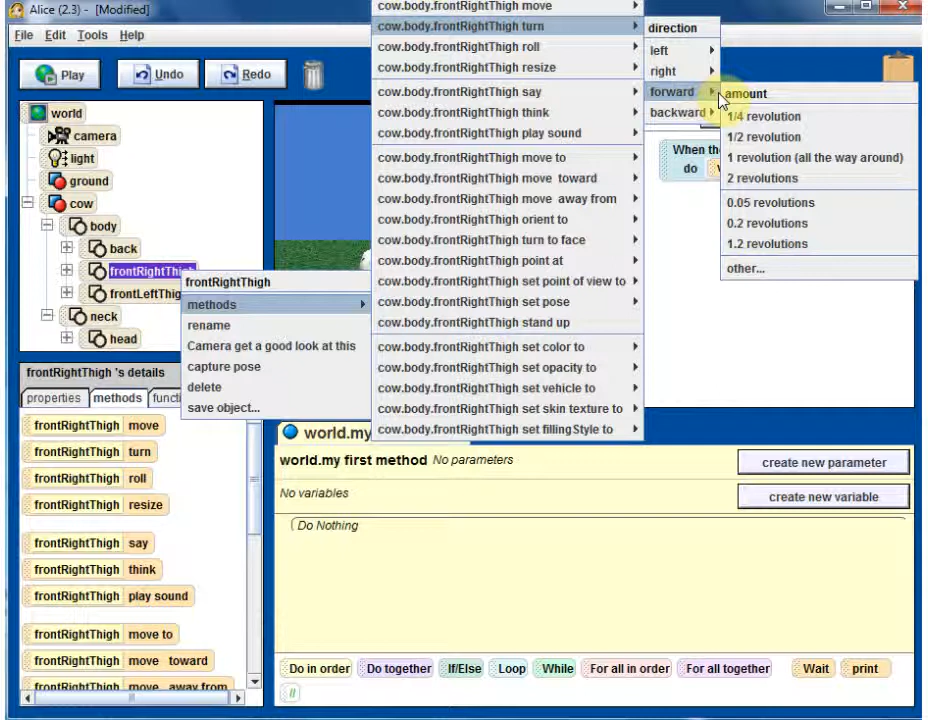 Alice (2.3) - [Modified]
File Edit Tools Help
Play Undo Redo
world
camera
light
ground
cow
body
back
frontRightThigh
frontLeftThig
neck
head
frontRightThigh
methods
rename
Camera get a good look at this
capture pose
delete
save object...
cow.body.frontRightThigh move
cow.body.frontRightThigh turn
cow.body.frontRightThigh roll
cow.body.frontRightThigh resize
cow.body.frontRightThigh say
cow.body.frontRightThigh think
cow.body.frontRightThigh play sound
cow.body.frontRightThigh move to
cow.body.frontRightThigh move toward
cow.body.frontRightThigh move away from
cow.body.frontRightThigh orient to
cow.body.frontRightThigh turn to face
cow.body.frontRightThigh point at
cow.body.frontRightThigh set point of view to
cow.body.frontRightThigh set pose
cow.body.frontRightThigh stand up
cow.body.frontRightThigh set color to
cow.body.frontRightThigh set opacity to
cow.body.frontRightThigh set vehicle to
cow.body.frontRightThigh set skin texture to
cow.body.frontRightThigh set fillingStyle to
direction
left
right
forward
backward
amount
1/4 revolution
1/2 revolution
1 revolution (all the way around)
2 revolutions
0.05 revolutions
0.2 revolutions
1.2 revolutions
other...
When the
do
frontRightThigh 's details
properties methods functi
frontRightThigh move
frontRightThigh turn
frontRightThigh roll
frontRightThigh resize
frontRightThigh say
frontRightThigh think
frontRightThigh play sound
frontRightThigh move to
frontRightThigh move toward
frontRightThigh move away from
world.my
world.my first method No parameters
create new parameter
No variables
create new variable
Do Nothing
Do in order Do together If/Else Loop While For all in order For all together Wait print
//